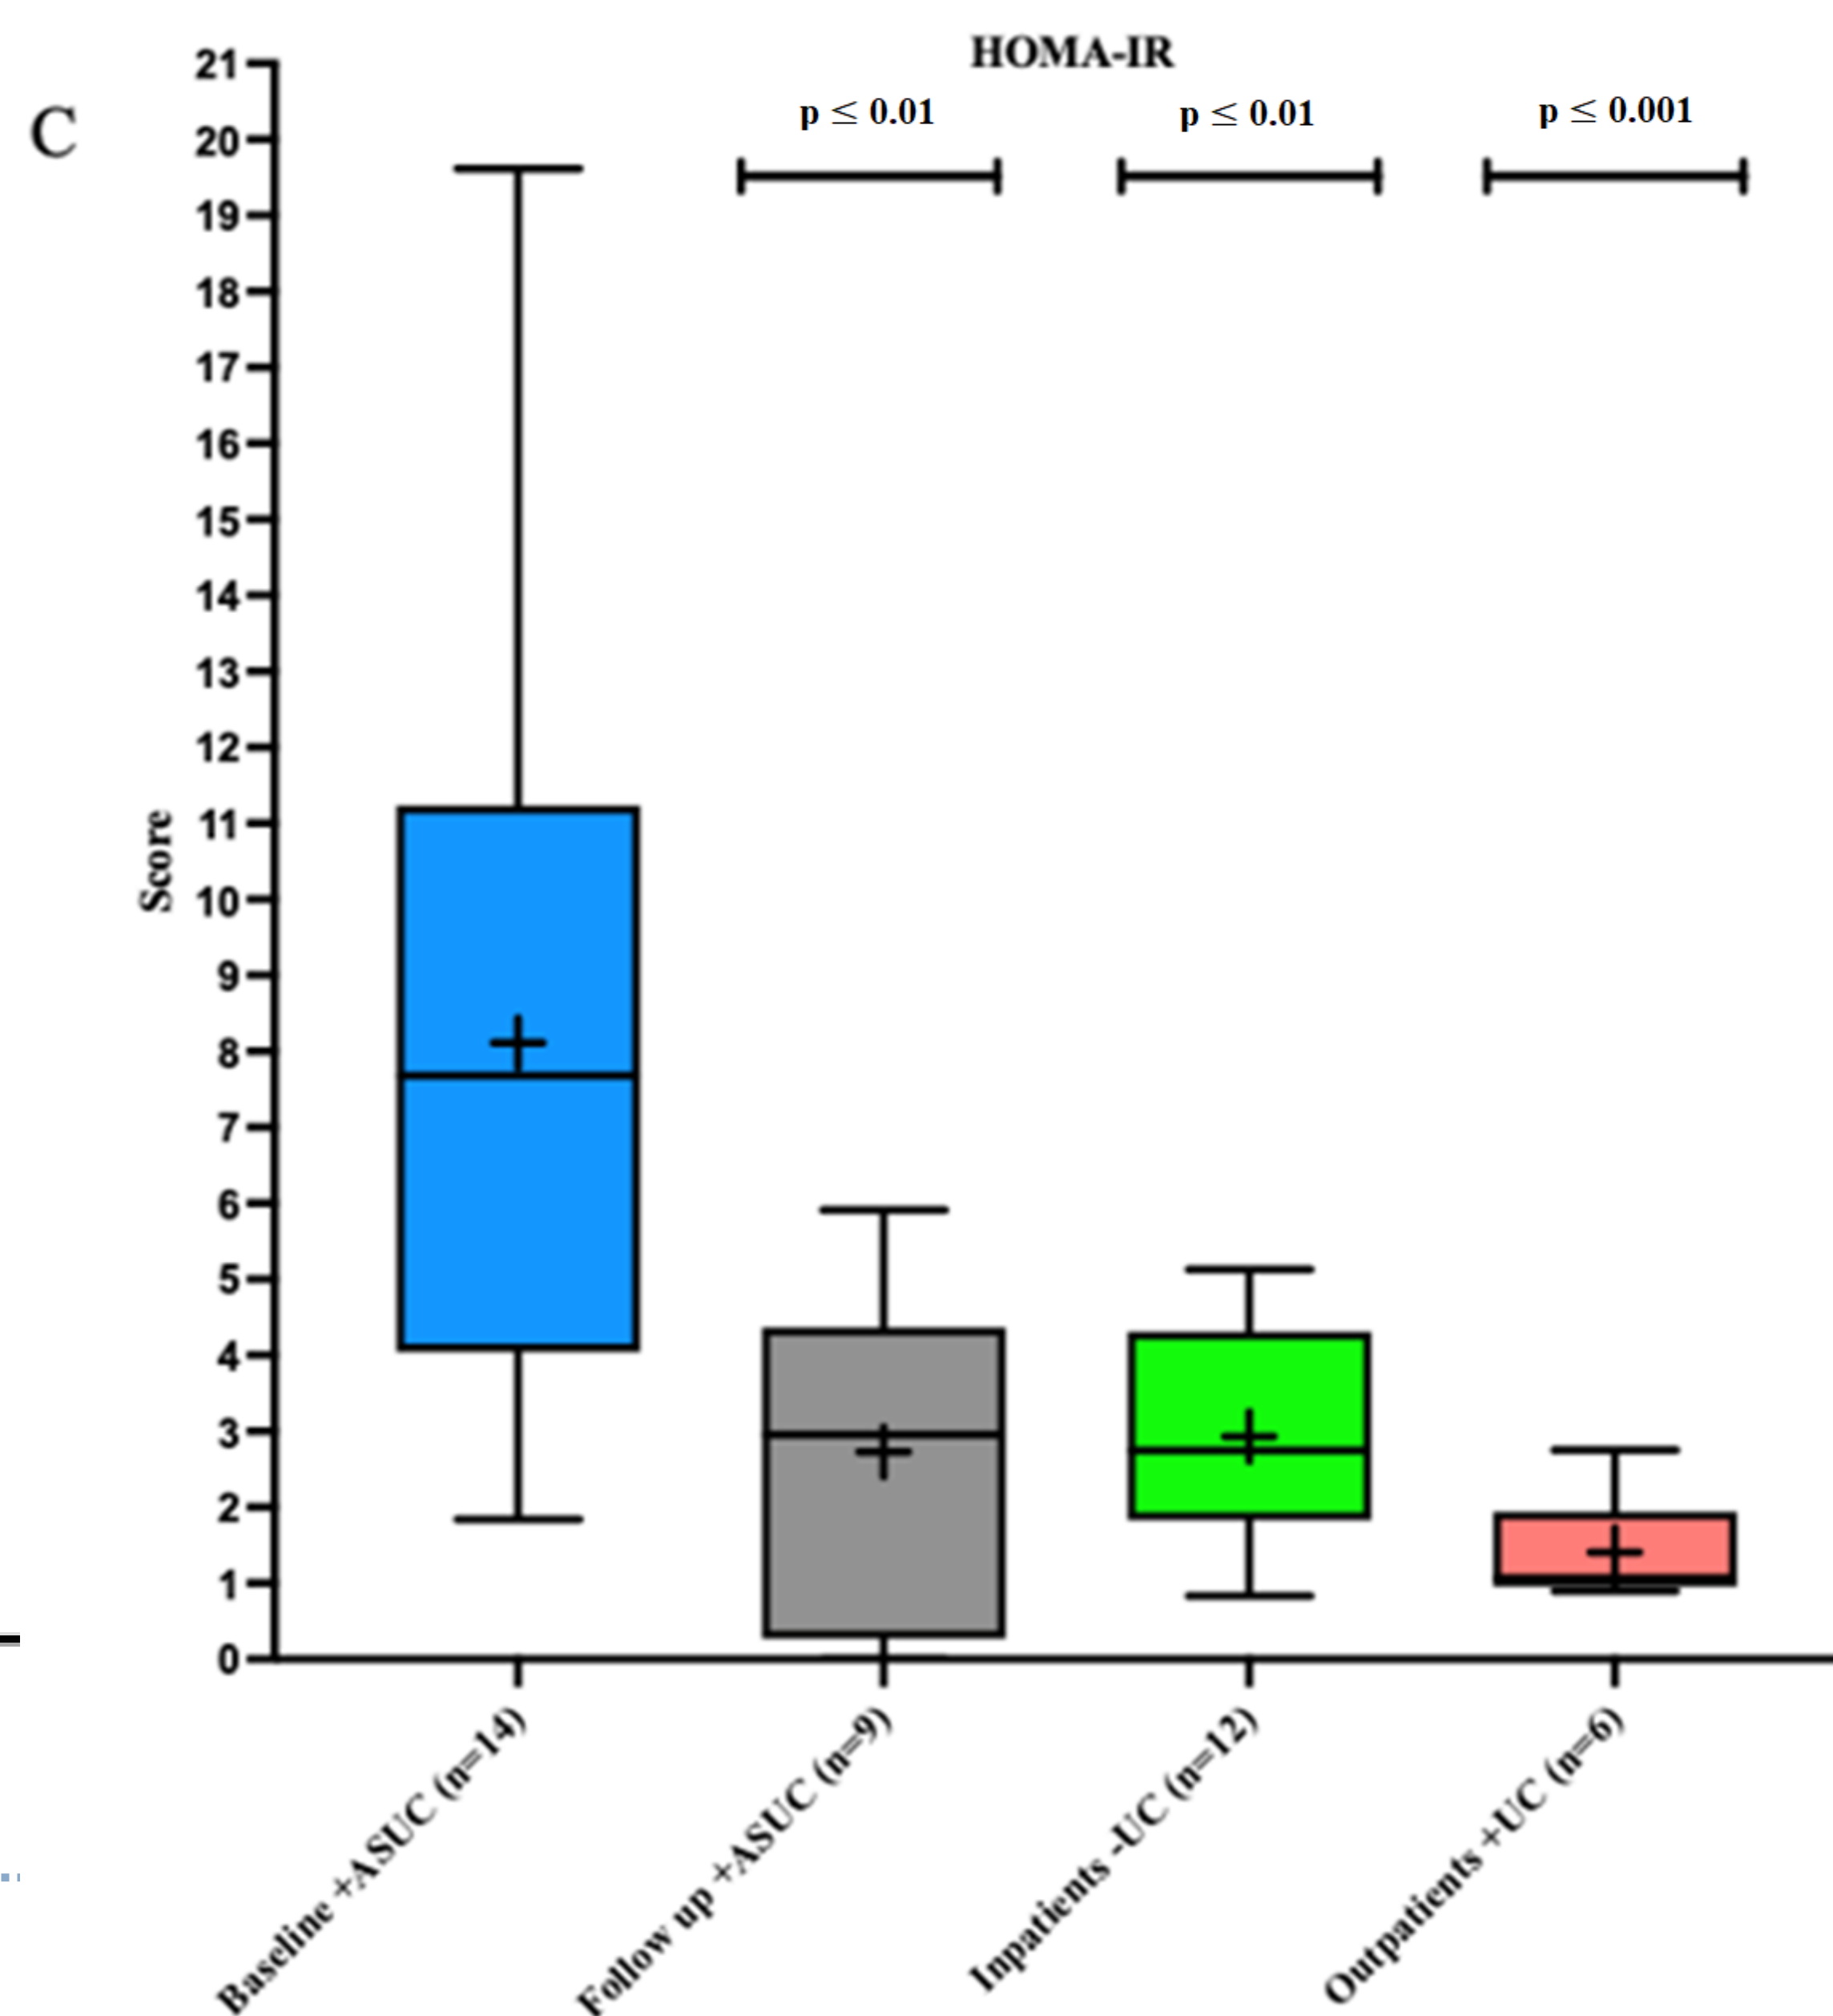 HOMA-IR
C
p ≤ 0.01
p ≤ 0.01
p ≤ 0.001
21
20
19
18
17
16
15
14
13
12
11
10
9
8
7
6
5
4
3
2
1
0
Score
Baseline +ASUC (n=14)
Follow up +ASUC (n=9)
Inpatients -UC (n=12)
Outpatients +UC (n=6)